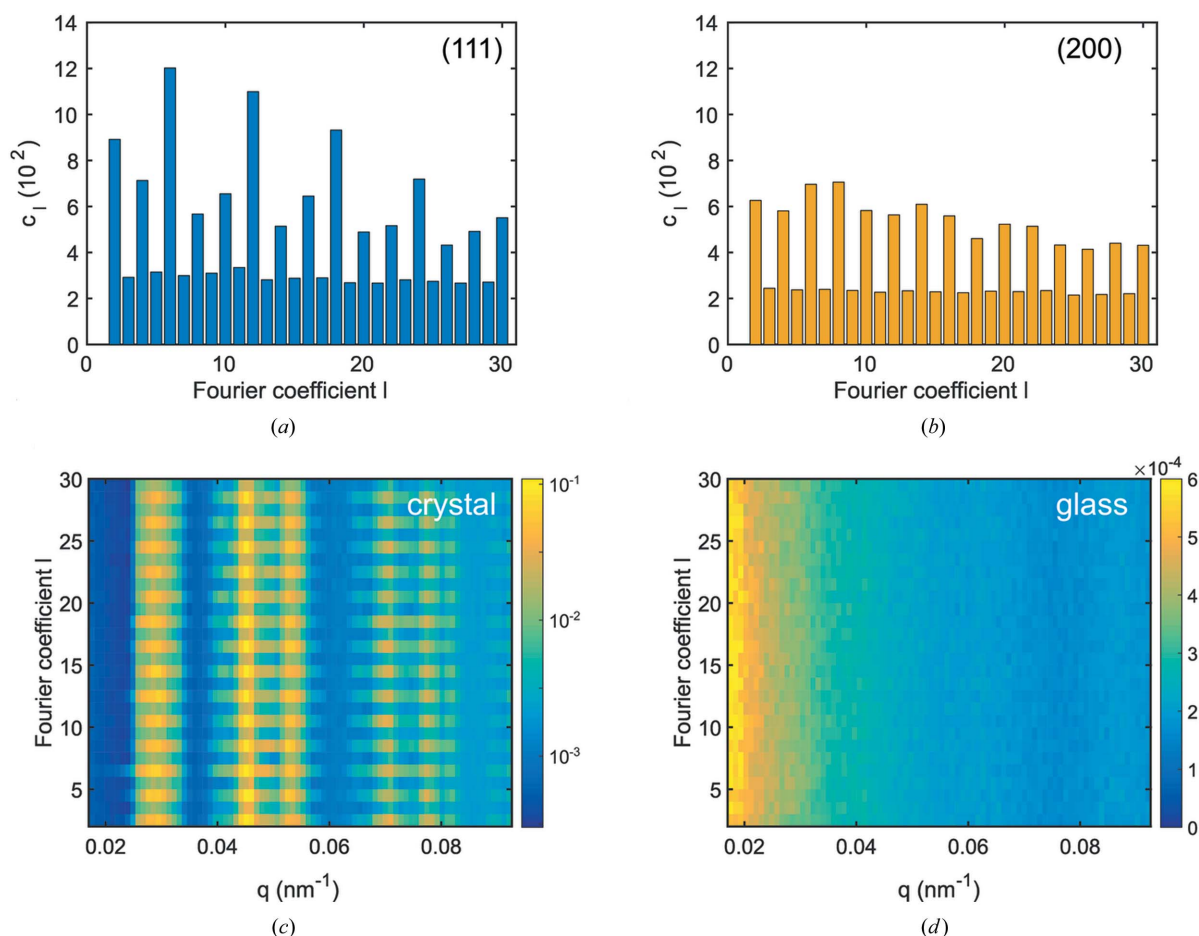 14
12
10
8
6
4
2
0
c_l (10^2)
(111)
0 10 20 30
Fourier coefficient l
(a)
14
12
10
8
6
4
2
0
c_l (10^2)
(200)
0 10 20 30
Fourier coefficient l
(b)
30
25
20
15
10
5
Fourier coefficient l
crystal
10^-1
10^-2
10^-3
0.02 0.04 0.06 0.08
q (nm^-1)
(c)
30
25
20
15
10
5
Fourier coefficient l
glass
×10^-4
6
5
4
3
2
1
0
0.02 0.04 0.06 0.08
q (nm^-1)
(d)